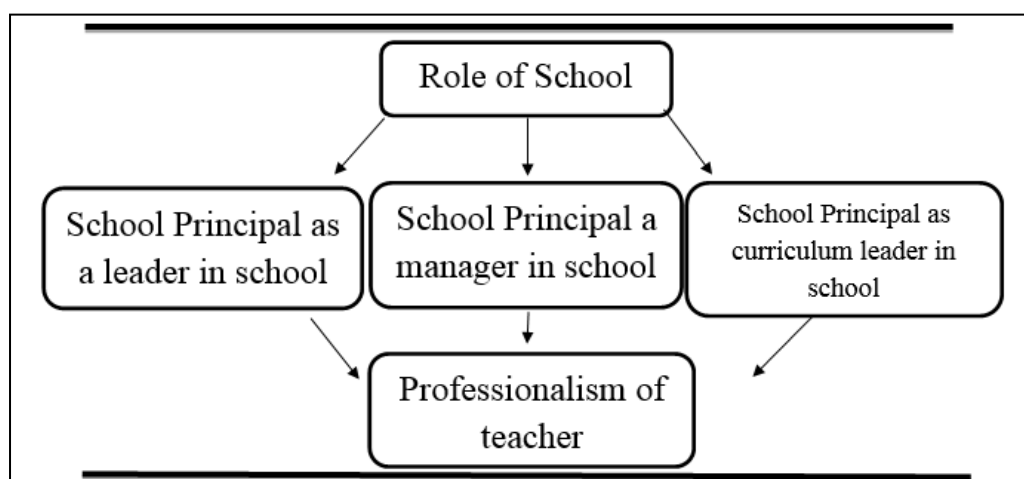 Role of School
School Principal as
a leader in school
School Principal a
manager in school
School Principal as
curriculum leader in
school
Professionalism of
teacher